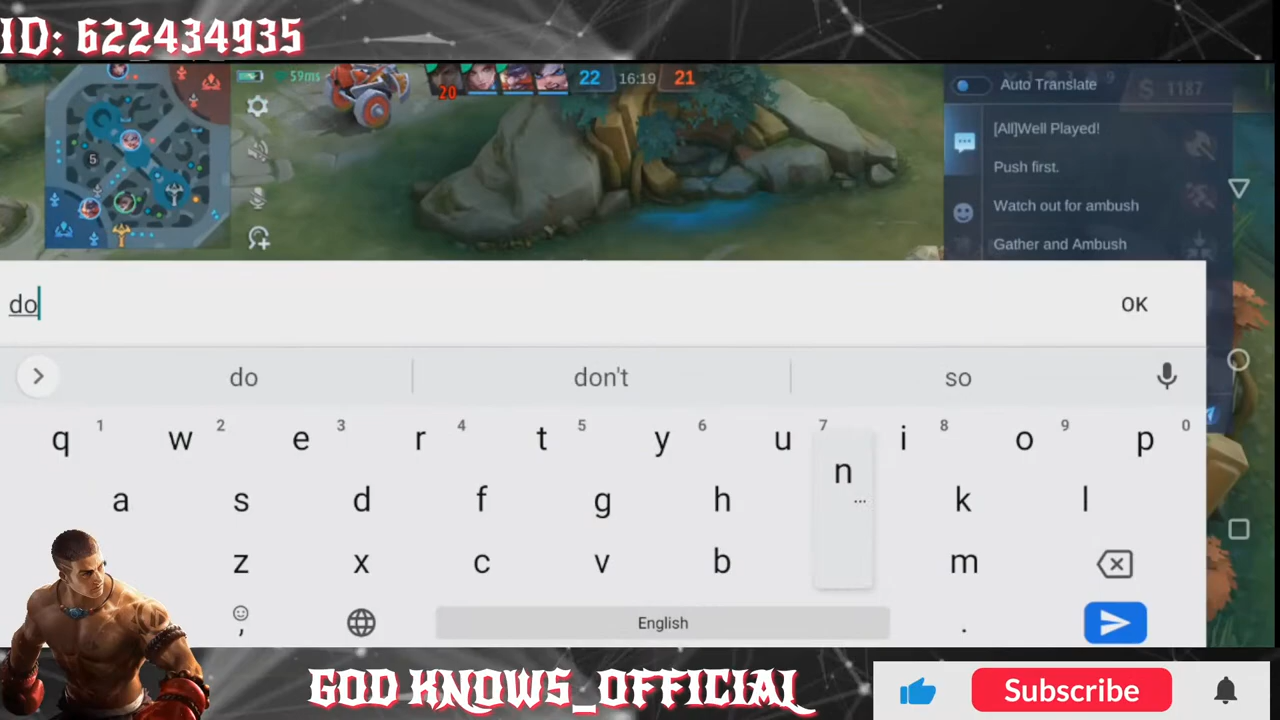 ID: 622434935
59ms
20
22 16:19 21
Auto Translate
$ 1187
5
[All]Well Played!
Push first.
Watch out for ambush
Gather and Ambush
do
OK
do don't so
q 1 w 2 e 3 r 4 t 5 y 6 u 7 i 8 o 9 p 0
a s d f g h n k l
...
z x c v b m
, English .
GOD KNOWS_OFFICIAL
Subscribe